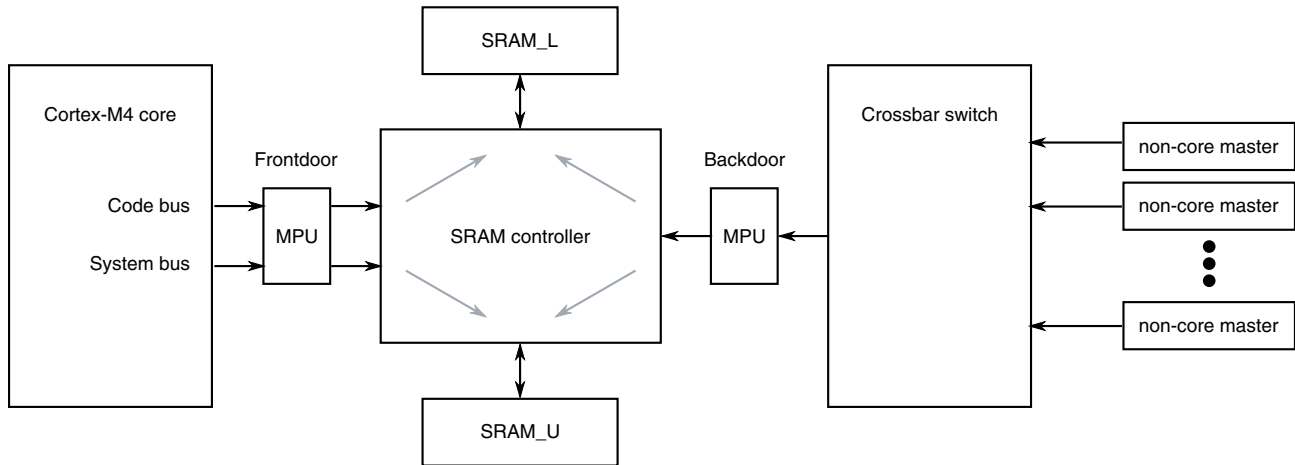 SRAM_L
Cortex-M4 core
Crossbar switch
non-core master
Frontdoor
Backdoor
Code bus
non-core master
MPU
SRAM controller
MPU
System bus
non-core master
SRAM_U